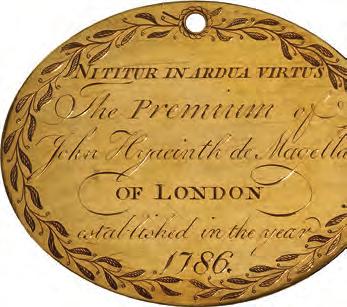 NITITUR IN ARDUA VIRTUS
The Premium of
John Hyacinth de Magella
OF LONDON
established in the year
1786.